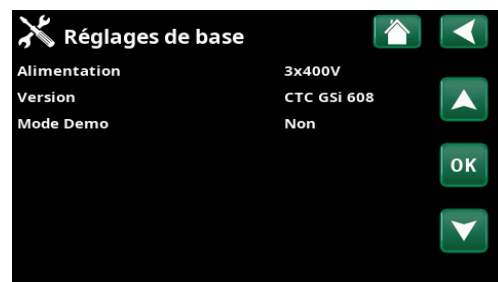 Réglages de base
Alimentation 3x400V
Version CTC GSi 608
Mode Demo Non
OK